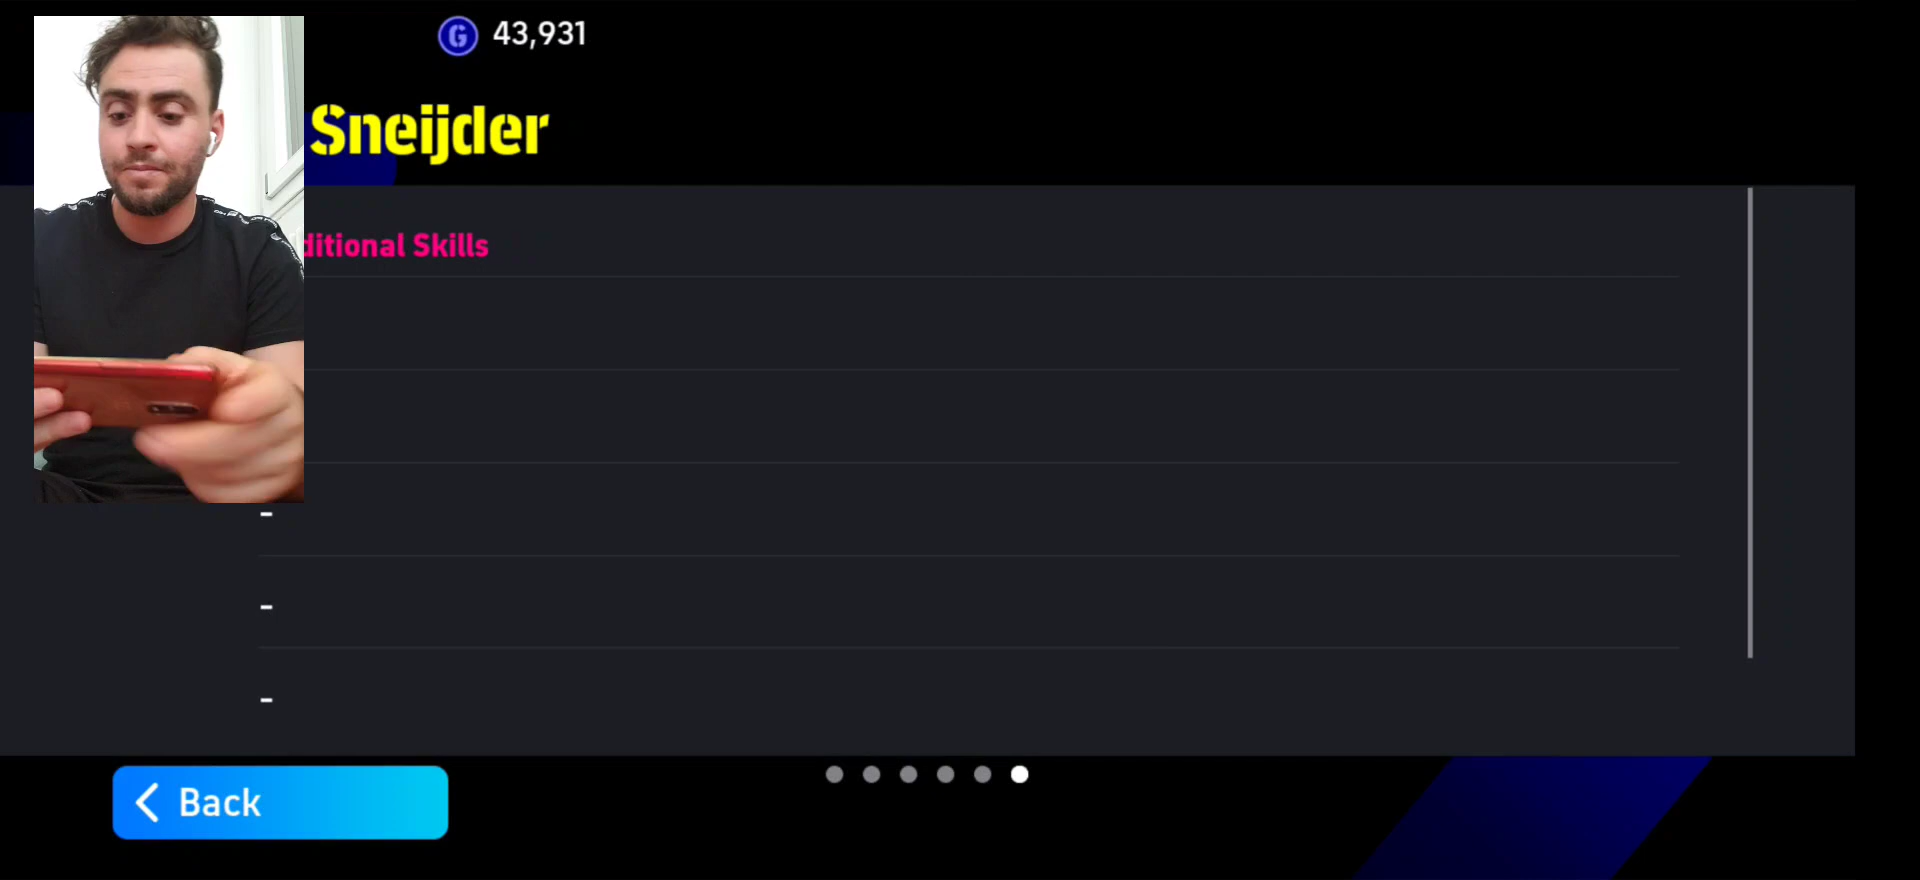 43,931
Sneijder
ditional Skills
-
-
-
Back